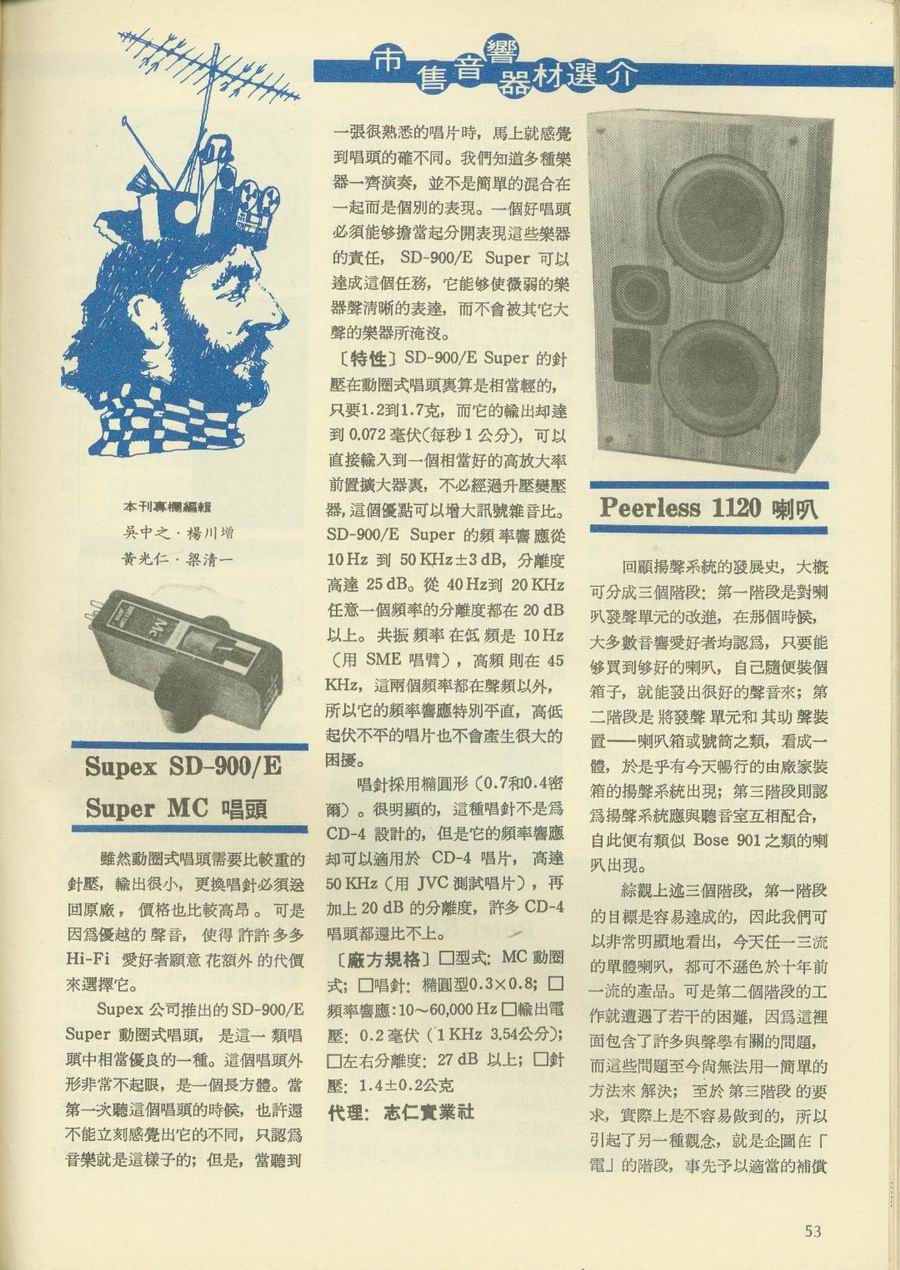 市售音響器材選介
本刊專欄編輯
吳中之·楊川增
黃光仁·梁清一
Supex SD-900/E
Super MC 唱頭
雖然動圈式唱頭需要比較重的
針壓，輸出很小，更換唱針必須送
回原廠，價格也比較高昂。可是
因爲優越的聲音，使得許許多多
Hi-Fi 愛好者願意花額外的代價
來選擇它。
Supex 公司推出的 SD-900/E
Super 動圈式唱頭，是這一類唱
頭中相當優良的一種。這個唱頭外
形非常不起眼，是一個長方體。當
第一次聽這個唱頭的時候，也許還
不能立刻感覺出它的不同，只認爲
音樂就是這樣子的；但是，當聽到
一張很熟悉的唱片時，馬上就感覺
到唱頭的確不同。我們知道多種樂
器一齊演奏，並不是簡單的混合在
一起而是個別的表現。一個好唱頭
必須能够擔當起分開表現這些樂器
的責任，SD-900/E Super 可以
達成這個任務，它能够使微弱的樂
器聲清晰的表達，而不會被其它大
聲的樂器所淹沒。
〔特性〕SD-900/E Super 的針
壓在動圈式唱頭裏算是相當輕的，
只要1.2到1.7克，而它的輸出却達
到 0.072 毫伏(每秒 1 公分)，可以
直接輸入到一個相當好的高放大率
前置擴大器裏，不必經過升壓變壓
器，這個優點可以增大訊號雜音比。
SD-900/E Super 的頻率響應從
10 Hz 到 50 KHz±3 dB，分離度
高達 25 dB。從 40 Hz到 20 KHz
任意一個頻率的分離度都在 20 dB
以上。共振頻率在低頻是 10 Hz
（用 SME 唱臂），高頻則在 45
KHz，這兩個頻率都在聲頻以外，
所以它的頻率響應特別平直，高低
起伏不平的唱片也不會產生很大的
困擾。
唱針採用橢圓形（0.7和0.4密
爾）。很明顯的，這種唱針不是爲
CD-4 設計的，但是它的頻率響應
却可以適用於 CD-4 唱片，高達
50 KHz（用 JVC 測試唱片），再
加上 20 dB 的分離度，許多 CD-4
唱頭都還比不上。
〔廠方規格〕□型式：MC 動圈
式；□唱針：橢圓型0.3×0.8；□
頻率響應：10～60,000 Hz □輸出電
壓：0.2 毫伏（1 KHz 3.54公分）；
□左右分離度：27 dB 以上；□針
壓：1.4±0.2公克
代理：志仁實業社
Peerless 1120 喇叭
回顧揚聲系統的發展史，大概
可分成三個階段：第一階段是對喇
叭發聲單元的改進，在那個時候，
大多數音響愛好者均認爲，只要能
够買到够好的喇叭，自己隨便裝個
箱子，就能發出很好的聲音來；第
二階段是將發聲單元和其助聲裝
置——喇叭箱或號筒之類，看成一
體，於是乎有今天暢行的由廠家裝
箱的揚聲系統出現；第三階段則認
爲揚聲系統應與聽音室互相配合，
自此便有類似 Bose 901 之類的喇
叭出現。
綜觀上述三個階段，第一階段
的目標是容易達成的，因此我們可
以非常明顯地看出，今天任一三流
的單體喇叭，都可不遜色於十年前
一流的產品。可是第二個階段的工
作就遭遇了若干的困難，因爲這裡
面包含了許多與聲學有關的問題，
而這些問題至今尚無法用一簡單的
方法來解決；至於第三階段的要
求，實際上是不容易做到的，所以
引起了另一種觀念，就是企圖在「
電」的階段，事先予以適當的補償
53